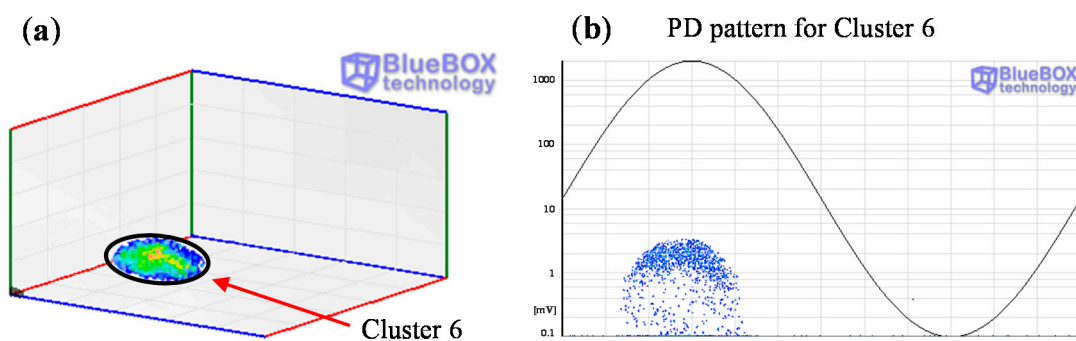 (a)
BlueBOX
technology
Cluster 6
(b) PD pattern for Cluster 6
BlueBOX
technology
1000
100
10
1
[mV]
0.1